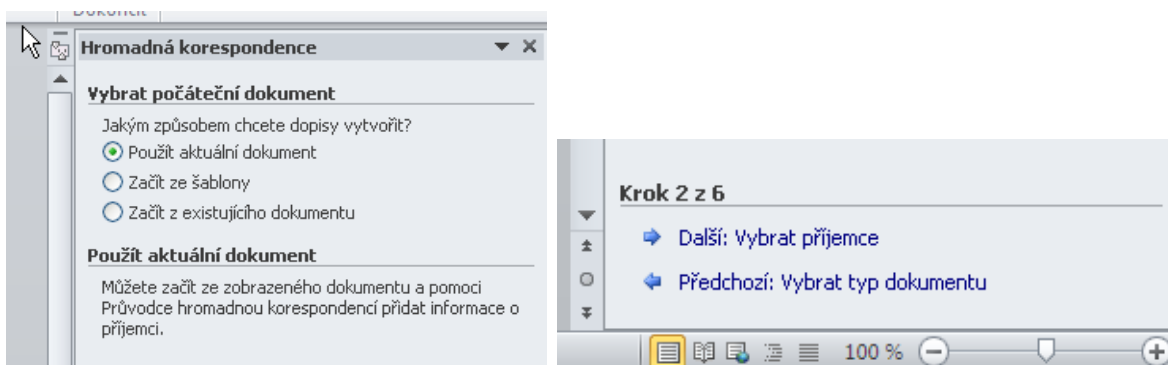 Dokončit
Hromadná korespondence
Vybrat počáteční dokument
Jakým způsobem chcete dopisy vytvořit?
Použít aktuální dokument
Začít ze šablony
Začít z existujícího dokumentu
Použít aktuální dokument
Můžete začít ze zobrazeného dokumentu a pomoci
Průvodce hromadnou korespondencí přidat informace o
příjemci.
Krok 2 z 6
Další: Vybrat příjemce
Předchozí: Vybrat typ dokumentu
100 %